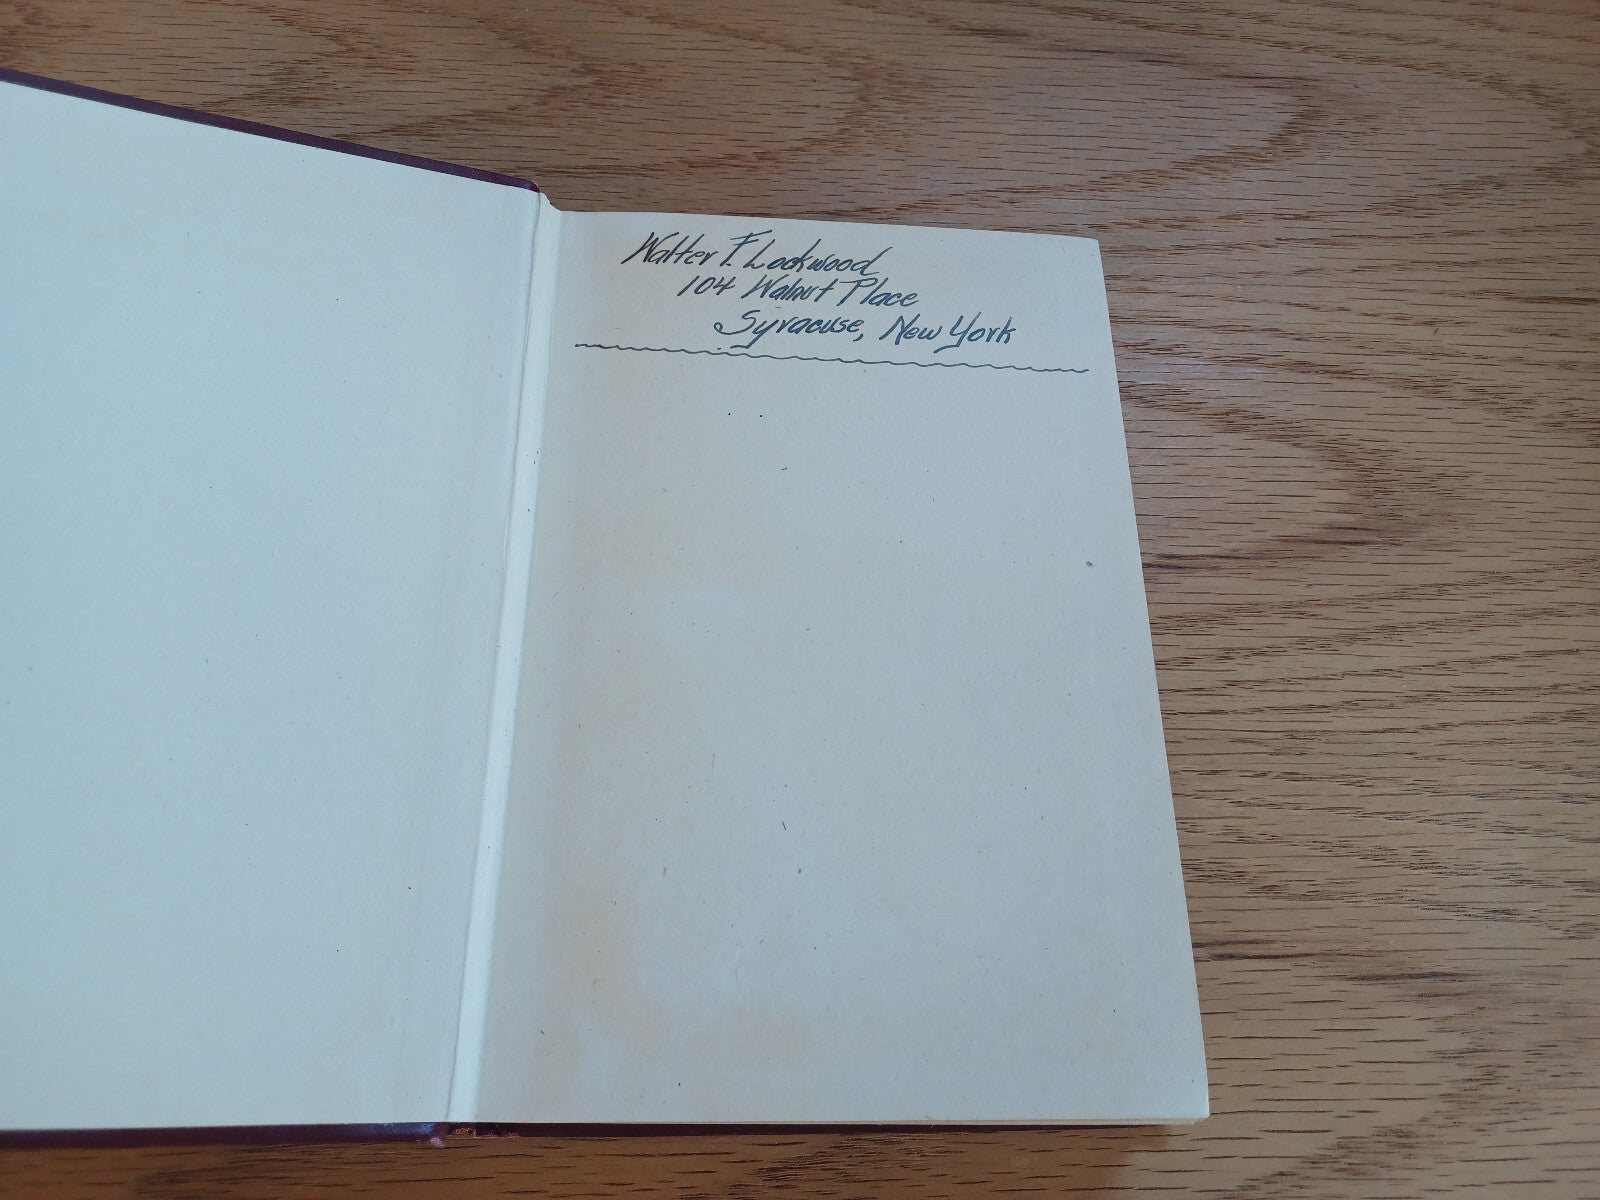 Walter F. Lockwood
104 Walnut Place
Syracuse, New York